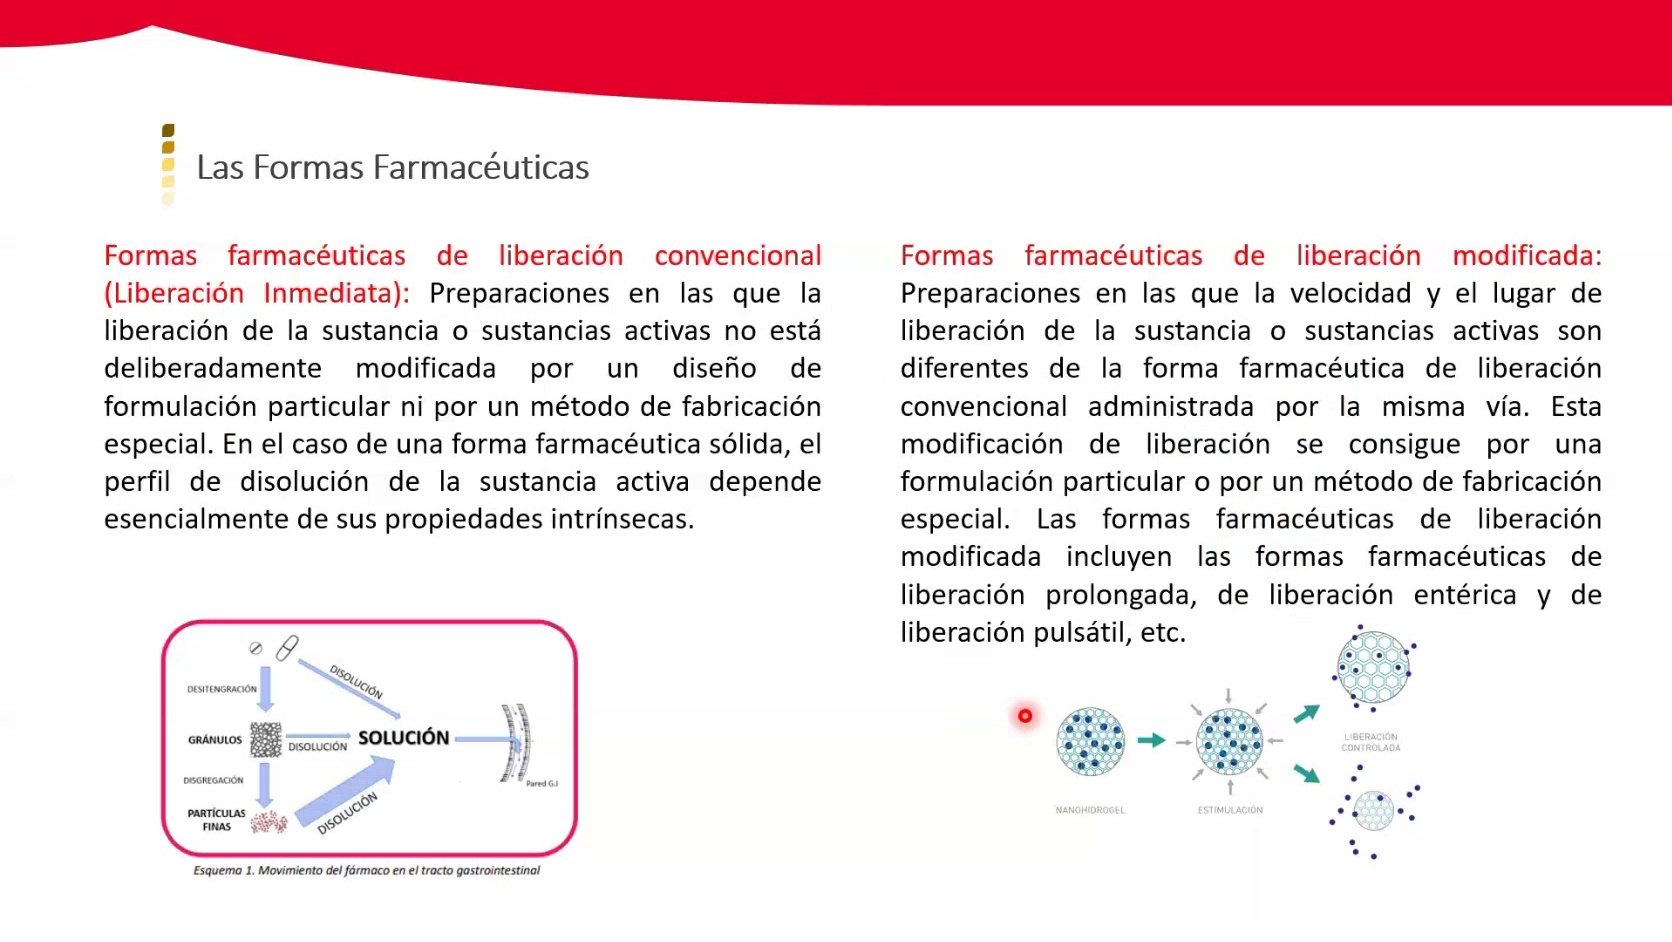 Las Formas Farmacéuticas
Formas farmacéuticas de liberación convencional
(Liberación Inmediata): Preparaciones en las que la
liberación de la sustancia o sustancias activas no está
deliberadamente modificada por un diseño de
formulación particular ni por un método de fabricación
especial. En el caso de una forma farmacéutica sólida, el
perfil de disolución de la sustancia activa depende
esencialmente de sus propiedades intrínsecas.
DESITENGRACIÓN
DISOLUCIÓN
GRÁNULOS
DISOLUCIÓN
SOLUCIÓN
DISGREGACIÓN
PARTÍCULAS
FINAS
DISOLUCIÓN
Pared G.I
Esquema 1. Movimiento del fármaco en el tracto gastrointestinal
Formas farmacéuticas de liberación modificada:
Preparaciones en las que la velocidad y el lugar de
liberación de la sustancia o sustancias activas son
diferentes de la forma farmacéutica de liberación
convencional administrada por la misma vía. Esta
modificación de liberación se consigue por una
formulación particular o por un método de fabricación
especial. Las formas farmacéuticas de liberación
modificada incluyen las formas farmacéuticas de
liberación prolongada, de liberación entérica y de
liberación pulsátil, etc.
NANOHIDROGEL
ESTIMULACIÓN
LIBERACIÓN
CONTROLADA